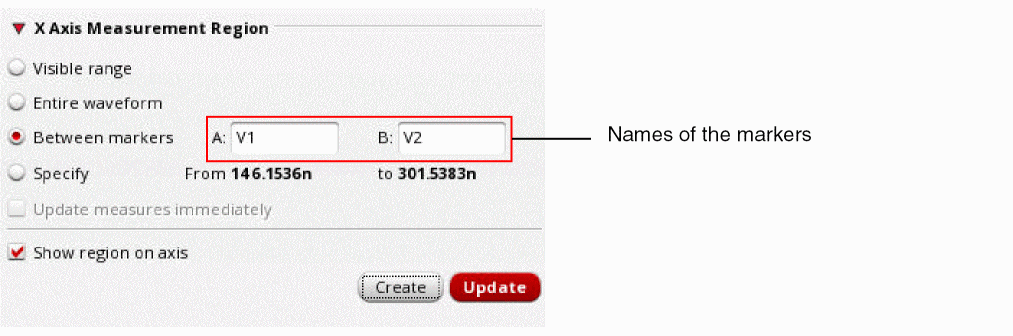 X Axis Measurement Region
Visible range
Entire waveform
Between markers A: V1 B: V2 Names of the markers
Specify From 146.1536n to 301.5383n
Update measures immediately
Show region on axis
Create Update